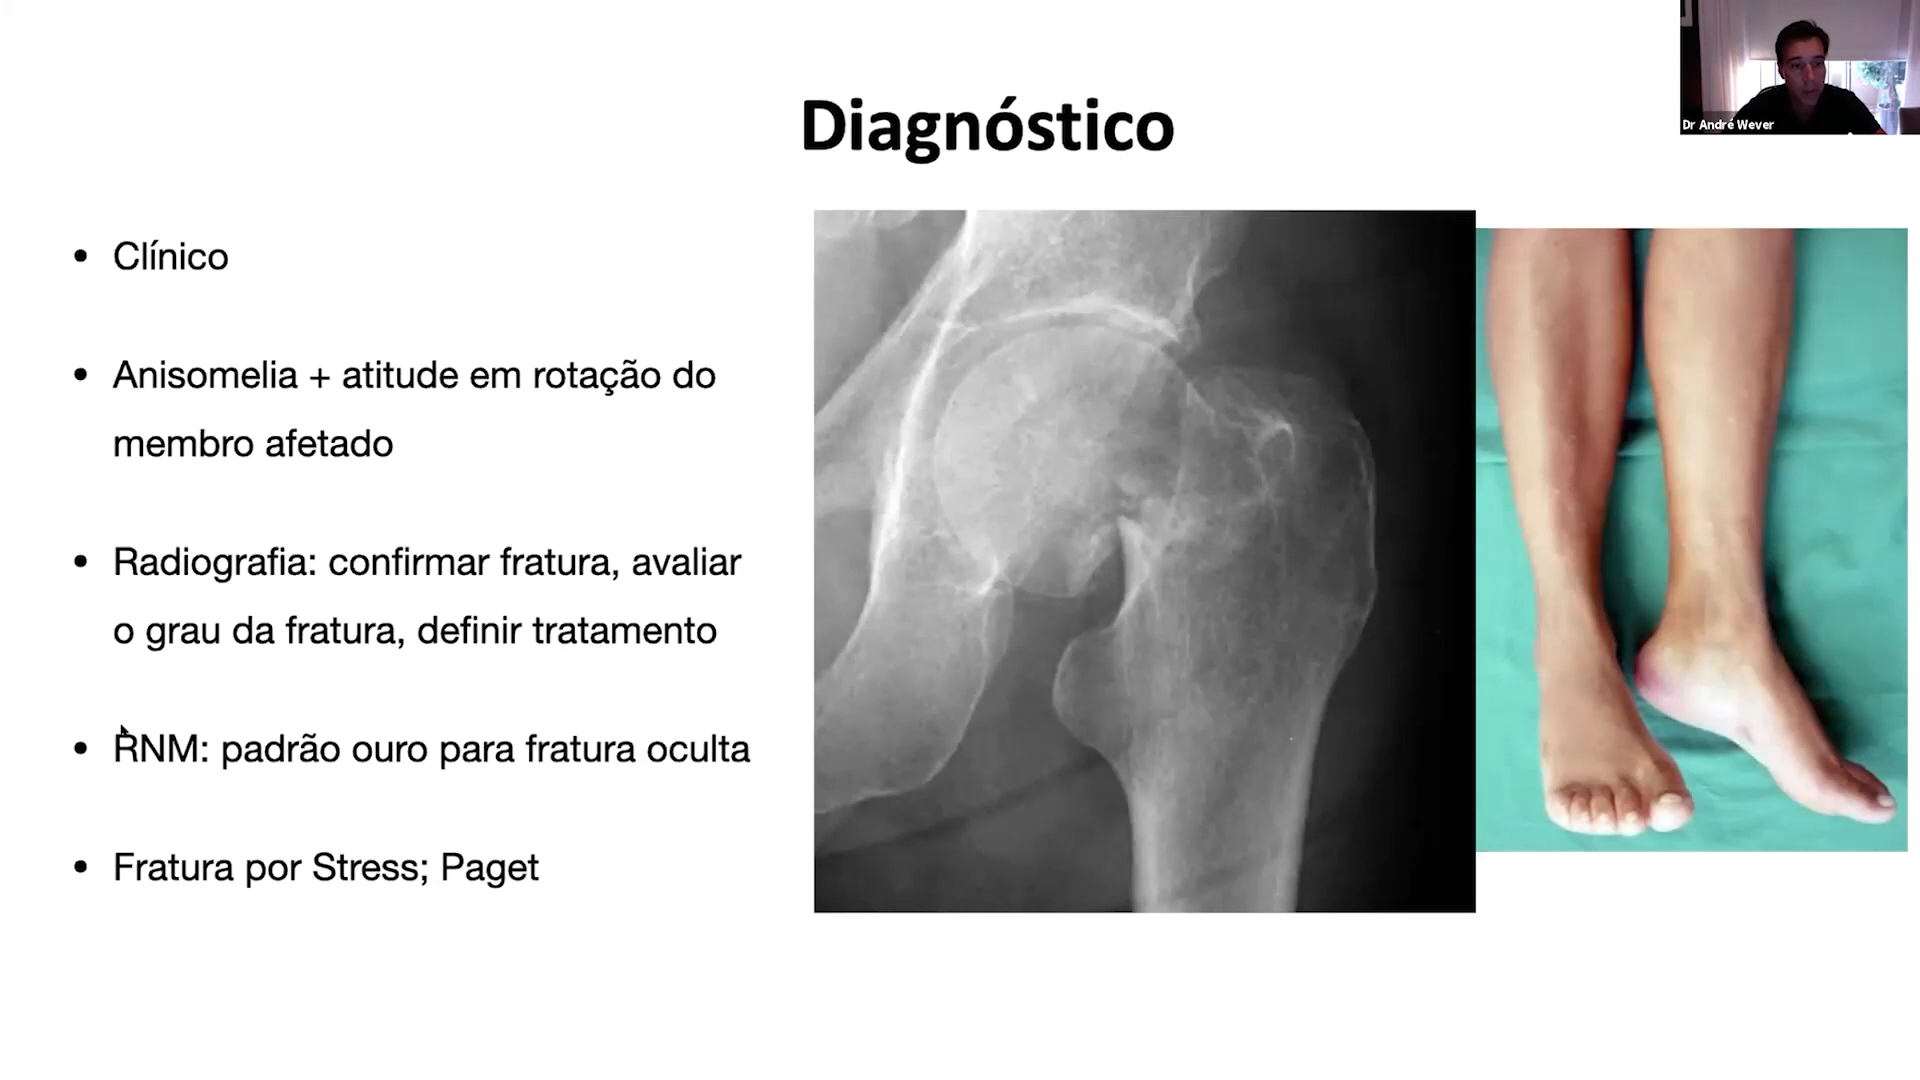 Diagnóstico
Dr André Wever
• Clínico
• Anisomelia + atitude em rotação do
membro afetado
• Radiografia: confirmar fratura, avaliar
o grau da fratura, definir tratamento
• RNM: padrão ouro para fratura oculta
• Fratura por Stress; Paget